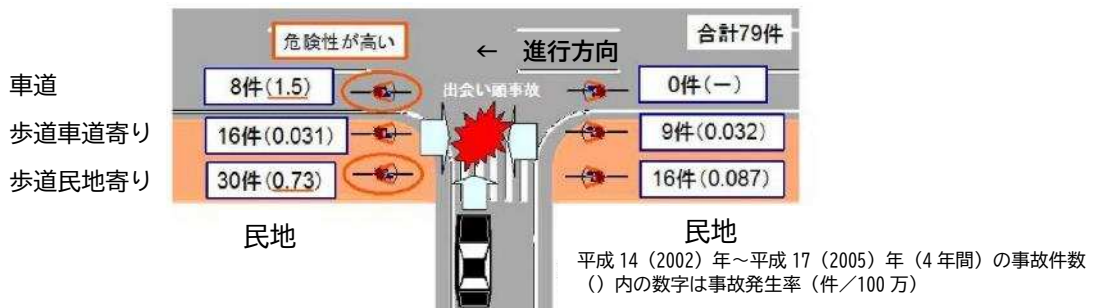 危険性が高い
← 進行方向
合計79件
車道
8件(1.5)
出会い頭事故
0件(ー)
歩道車道寄り
16件(0.031)
9件(0.032)
歩道民地寄り
30件(0.73)
16件(0.087)
民地
民地
平成14（2002）年～平成17（2005）年（4年間）の事故件数
（）内の数字は事故発生率（件／100万）